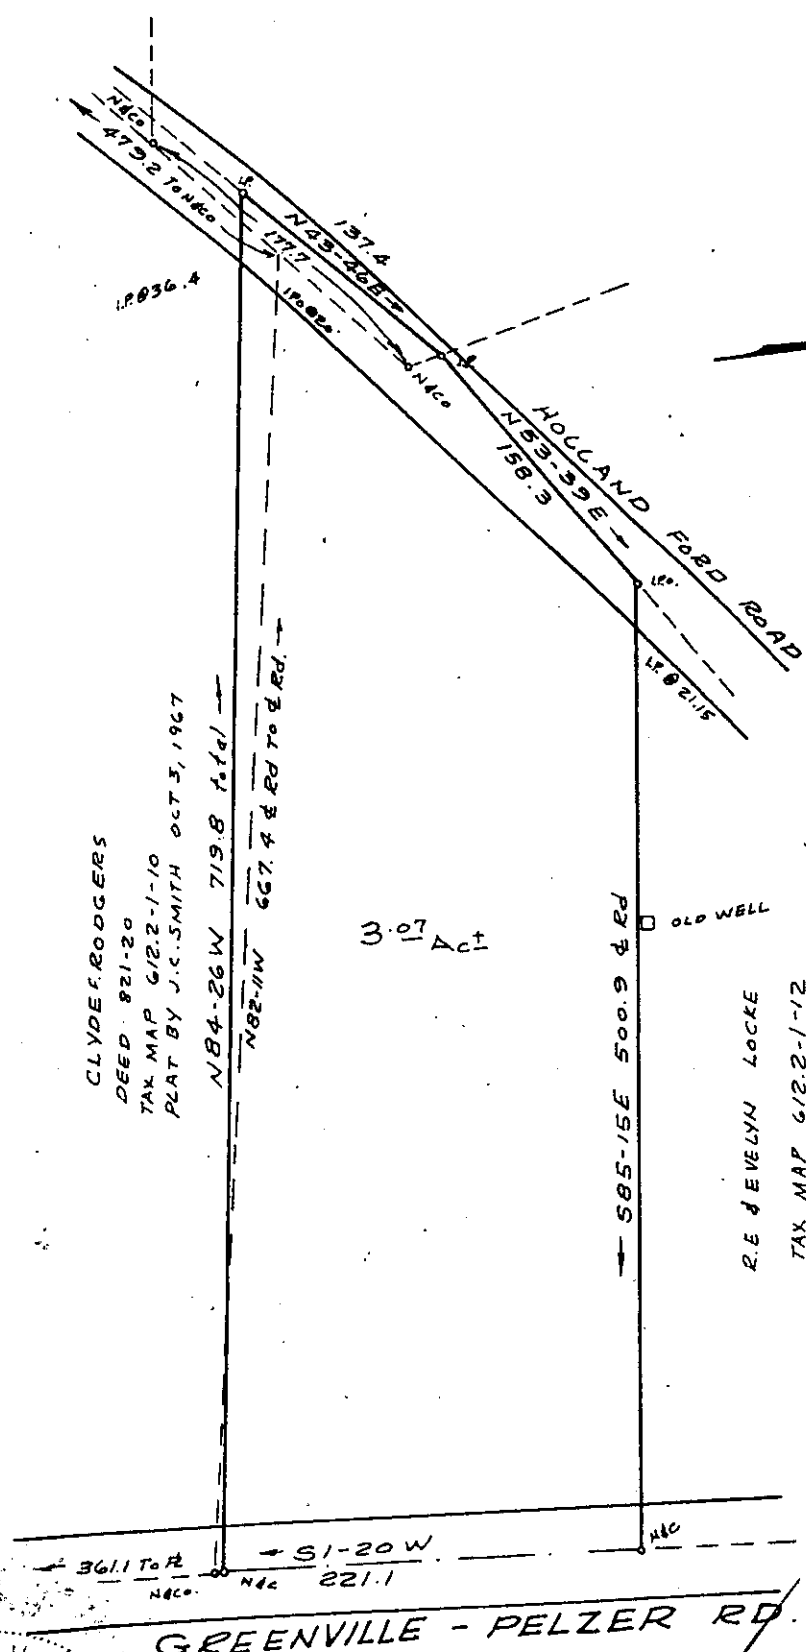 N&CO
479.2 TO N&CO
I.P.
137.4
N43-46E
177.7
I.P.@36.4
I.P.O@20.
N&CO
I.P.
HOLLAND FORD ROAD
N53-39E
158.3
I.P.O.
I.P.@21.15
CLYDE F. RODGERS
DEED 821-20
TAX MAP 612.2-1-10
PLAT BY J.C. SMITH OCT 3, 1967
N84-26W 719.8 total
N82-11W 667.4 ℄ Rd TO ℄ Rd.
3.07 Ac±
OLD WELL
S85-15E 500.9 ℄ Rd
R.E & EVELYN LOCKE
TAX MAP 612.2-1-12
N&C
S1-20W
221.1
361.1 TO
N&CO.
N&C
GREENVILLE - PELZER RD.